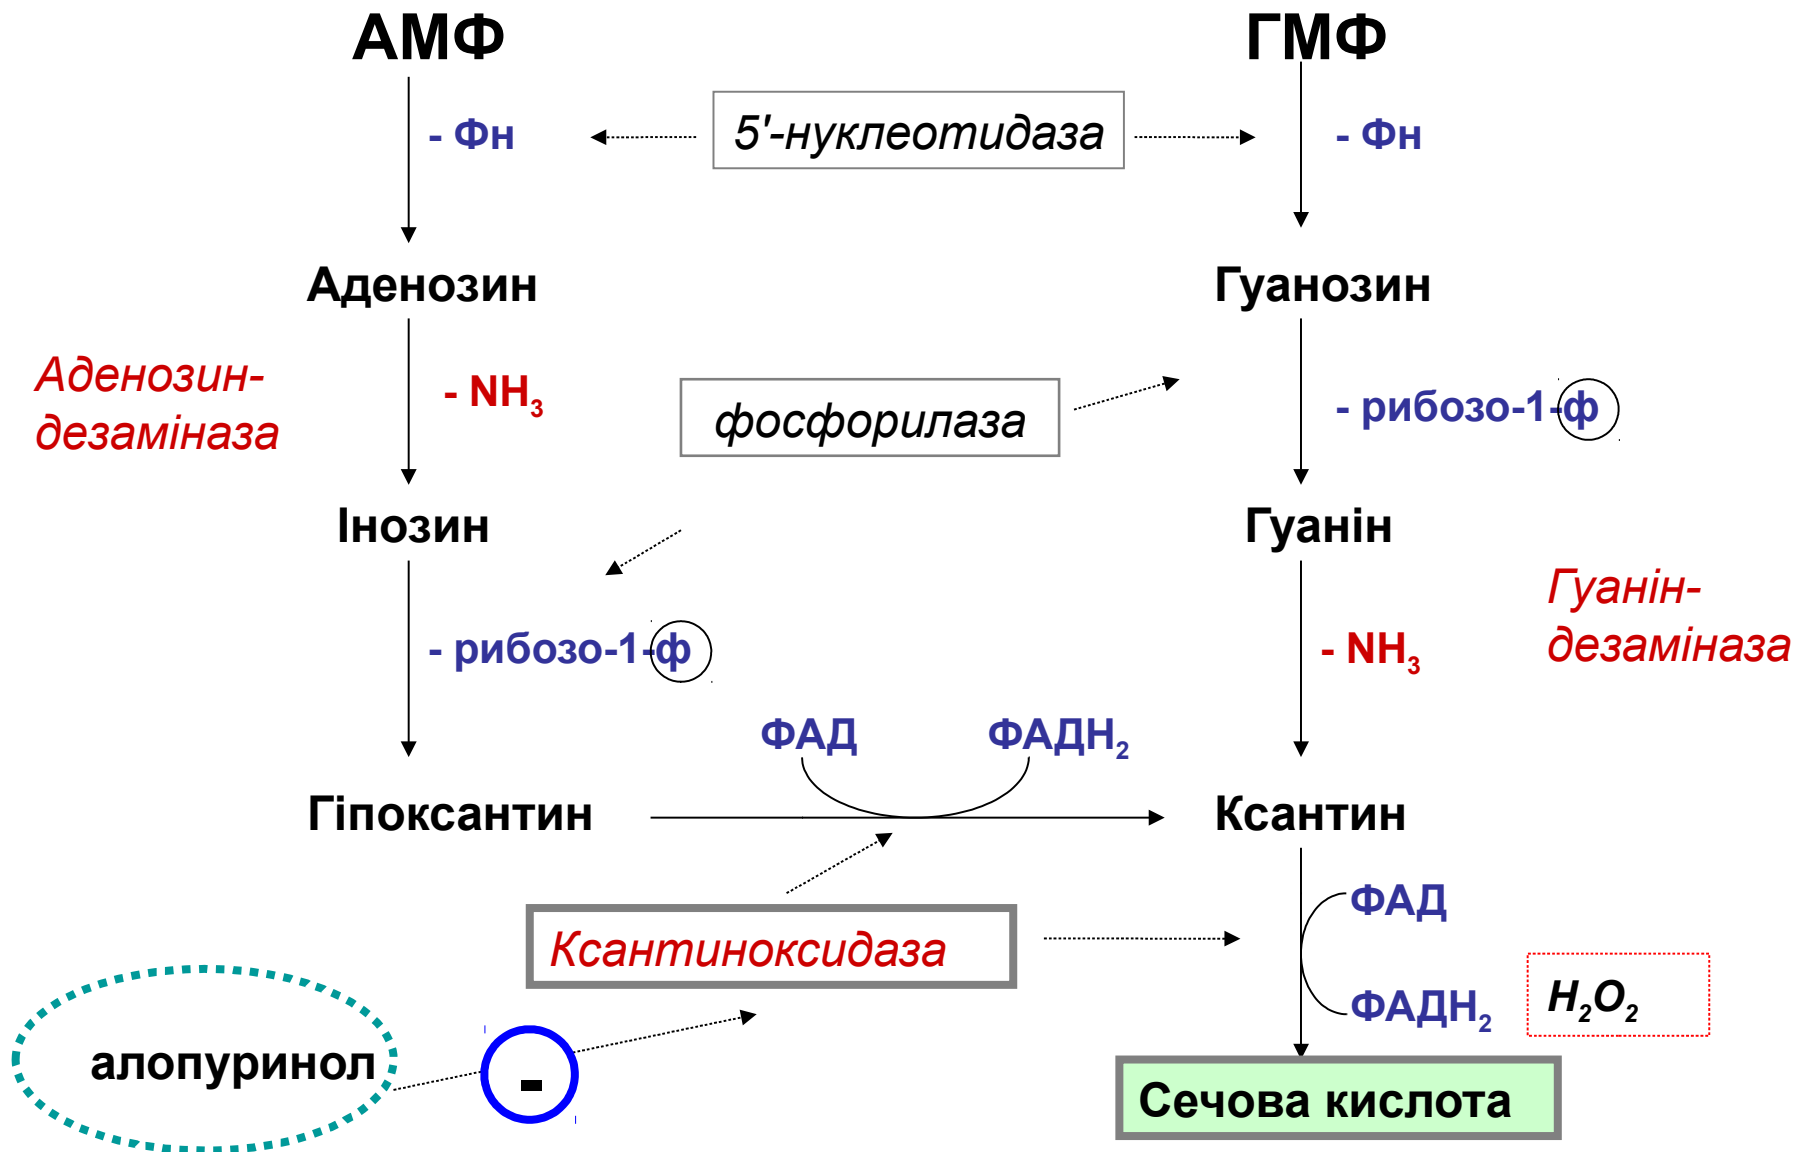 АМФ
ГМФ
- Фн
5'-нуклеотидаза
- Фн
Аденозин
Гуанозин
Аденозин-
дезаміназа
- NH₃
фосфорилаза
- рибозо-1-ф
Інозин
Гуанін
Гуанін-
дезаміназа
- рибозо-1-ф
- NH₃
ФАД
ФАДН₂
Гіпоксантин
Ксантин
ФАД
Ксантиноксидаза
ФАДН₂
H₂O₂
алопуринол
-
Сечова кислота